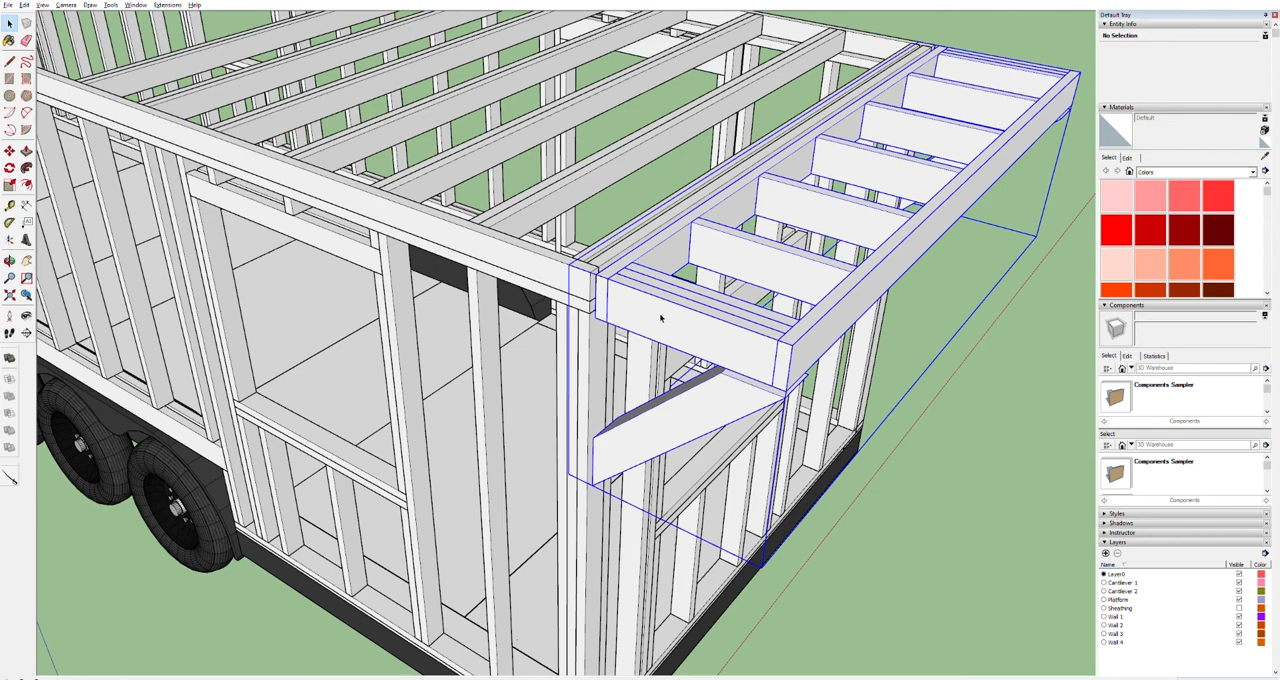 File Edit View Camera Draw Tools Window Extensions Help
Default Tray
Entity Info
No Selection
Materials
Default
Select Edit
Colors
Components
Select Edit Statistics
3D Warehouse
Components Sampler
Components
Select
3D Warehouse
Components Sampler
Components
Styles
Shadows
Instructor
Layers
Name Visible Color
Layer0
Cantilever 1
Cantilever 2
Platform
Sheathing
Wall 1
Wall 2
Wall 3
Wall 4